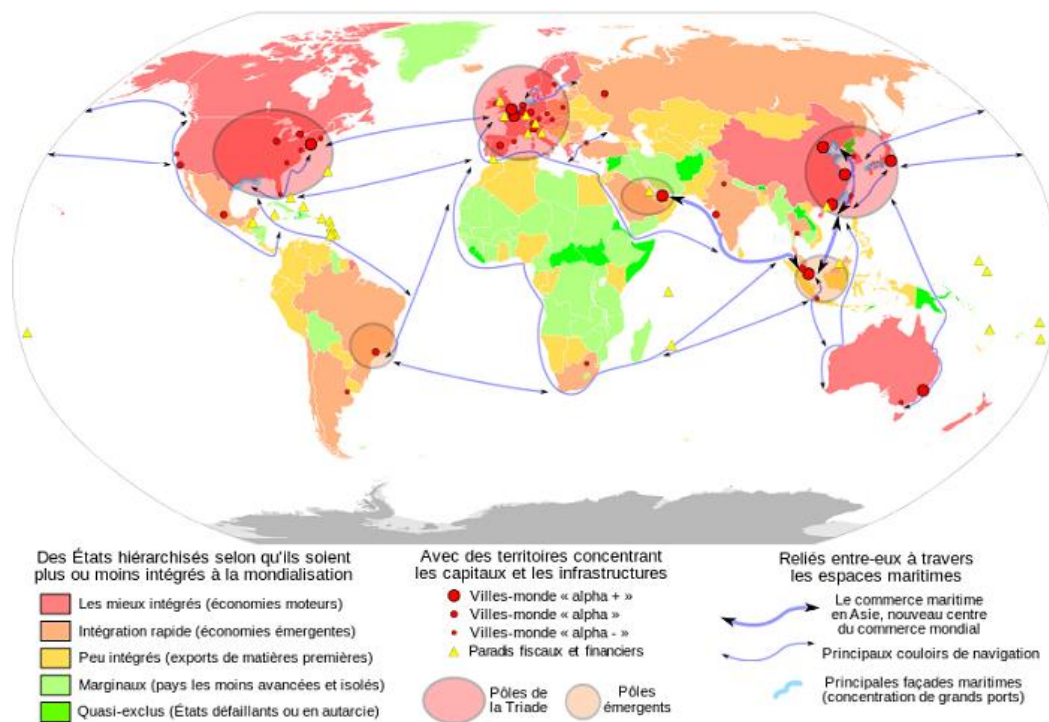 Des États hiérarchisés selon qu'ils soient
plus ou moins intégrés à la mondialisation
Les mieux intégrés (économies moteurs)
Intégration rapide (économies émergentes)
Peu intégrés (exports de matières premières)
Marginaux (pays les moins avancées et isolés)
Quasi-exclus (États défaillants ou en autarcie)
Avec des territoires concentrant
les capitaux et les infrastructures
Villes-monde « alpha + »
Villes-monde « alpha »
Villes-monde « alpha - »
Paradis fiscaux et financiers
Pôles de
la Triade
Pôles
émergents
Reliés entre-eux à travers
les espaces maritimes
Le commerce maritime
en Asie, nouveau centre
du commerce mondial
Principaux couloirs de navigation
Principales façades maritimes
(concentration de grands ports)